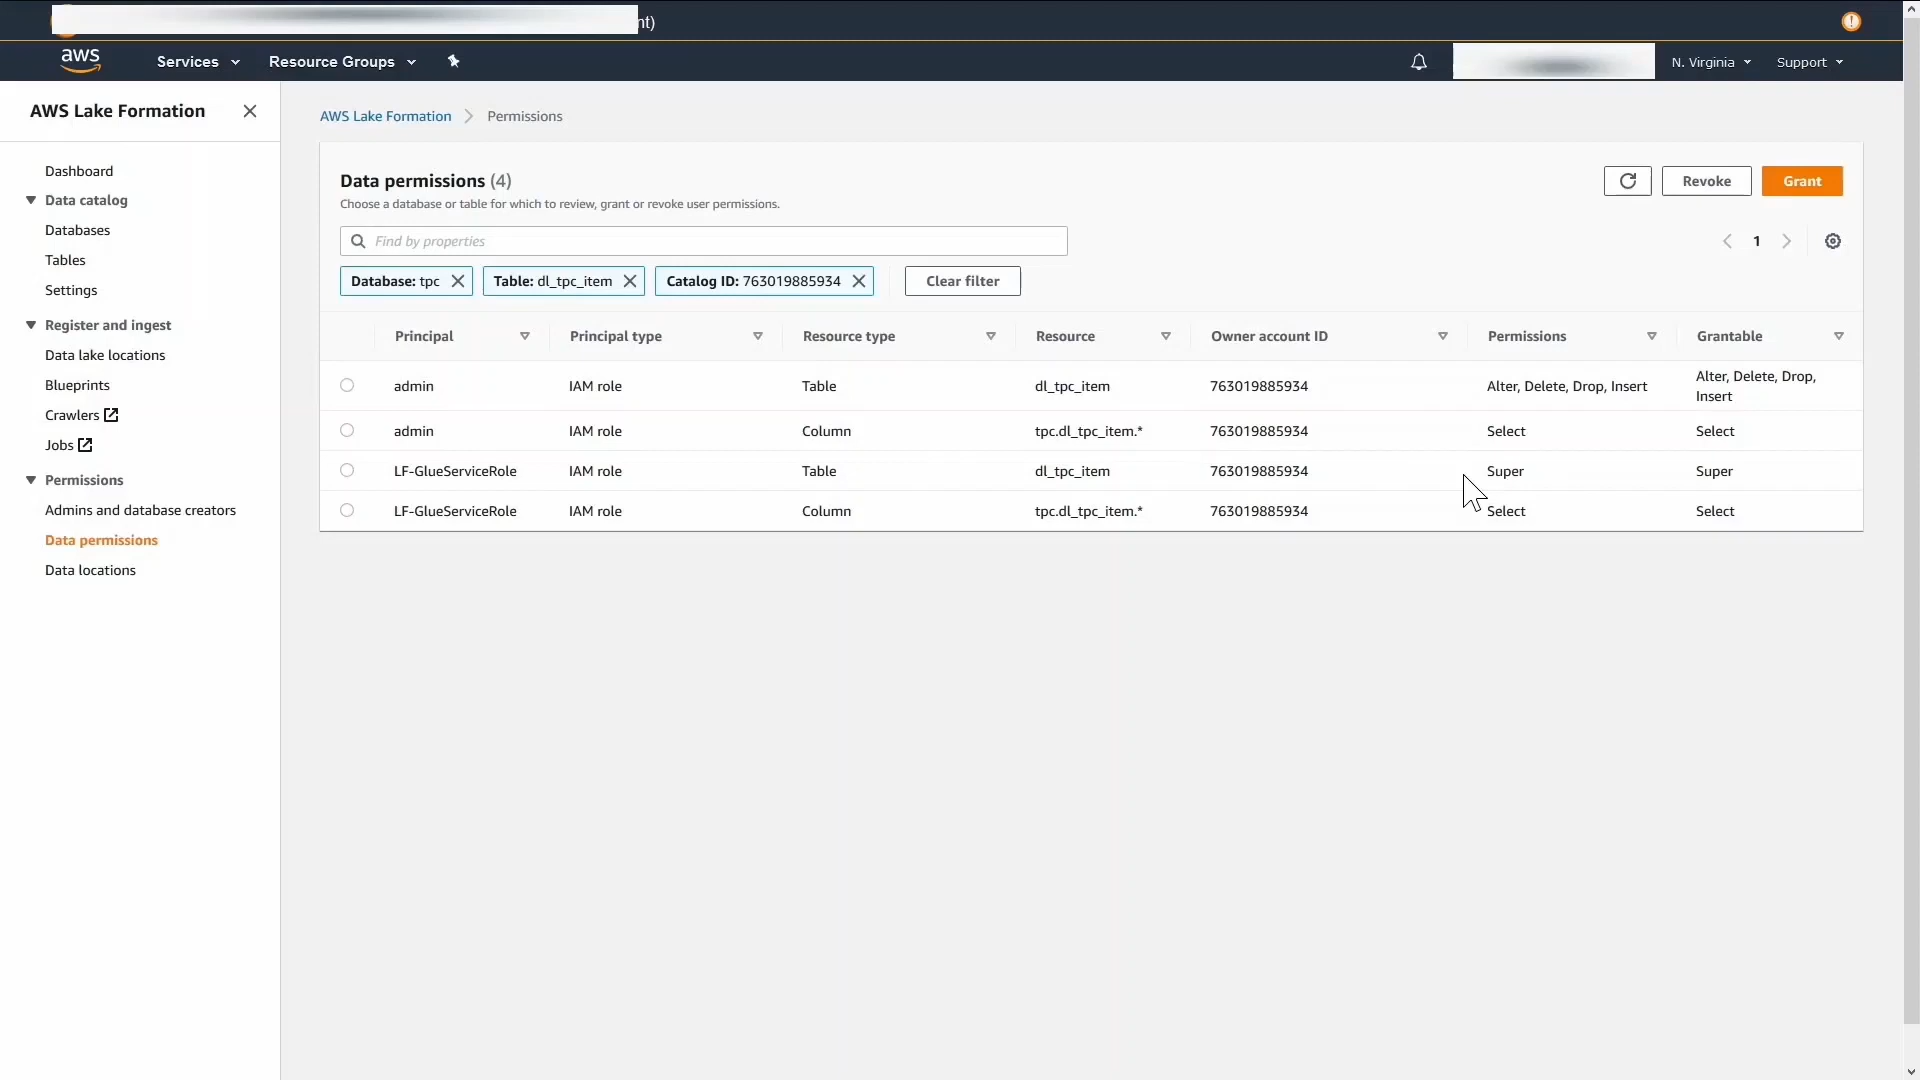 nt)
aws
Services
Resource Groups
N. Virginia
Support
AWS Lake Formation
Dashboard
Data catalog
Databases
Tables
Settings
Register and ingest
Data lake locations
Blueprints
Crawlers
Jobs
Permissions
Admins and database creators
Data permissions
Data locations
AWS Lake Formation > Permissions
Data permissions (4)
Choose a database or table for which to review, grant or revoke user permissions.
Revoke
Grant
Find by properties
1
Database: tpc
Table: dl_tpc_item
Catalog ID: 763019885934
Clear filter
Principal Principal type Resource type Resource Owner account ID Permissions Grantable
admin IAM role Table dl_tpc_item 763019885934 Alter, Delete, Drop, Insert Alter, Delete, Drop,
Insert
admin IAM role Column tpc.dl_tpc_item.* 763019885934 Select Select
LF-GlueServiceRole IAM role Table dl_tpc_item 763019885934 Super Super
LF-GlueServiceRole IAM role Column tpc.dl_tpc_item.* 763019885934 Select Select